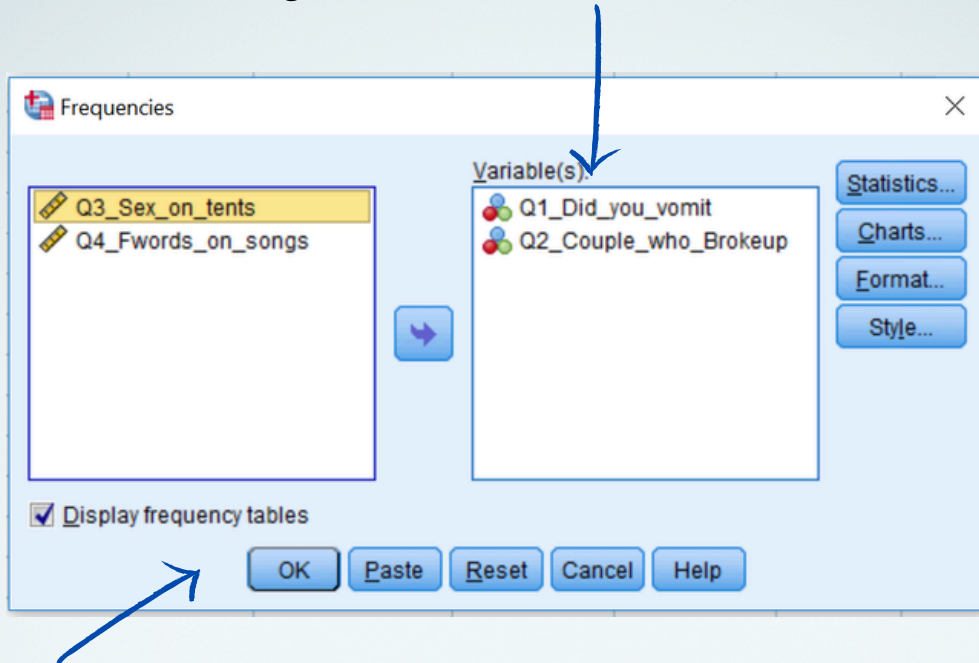 Frequencies
Variable(s):
Q3_Sex_on_tents
Q4_Fwords_on_songs
Q1_Did_you_vomit
Q2_Couple_who_Brokeup
Statistics...
Charts...
Format...
Style...
Display frequency tables
OK Paste Reset Cancel Help